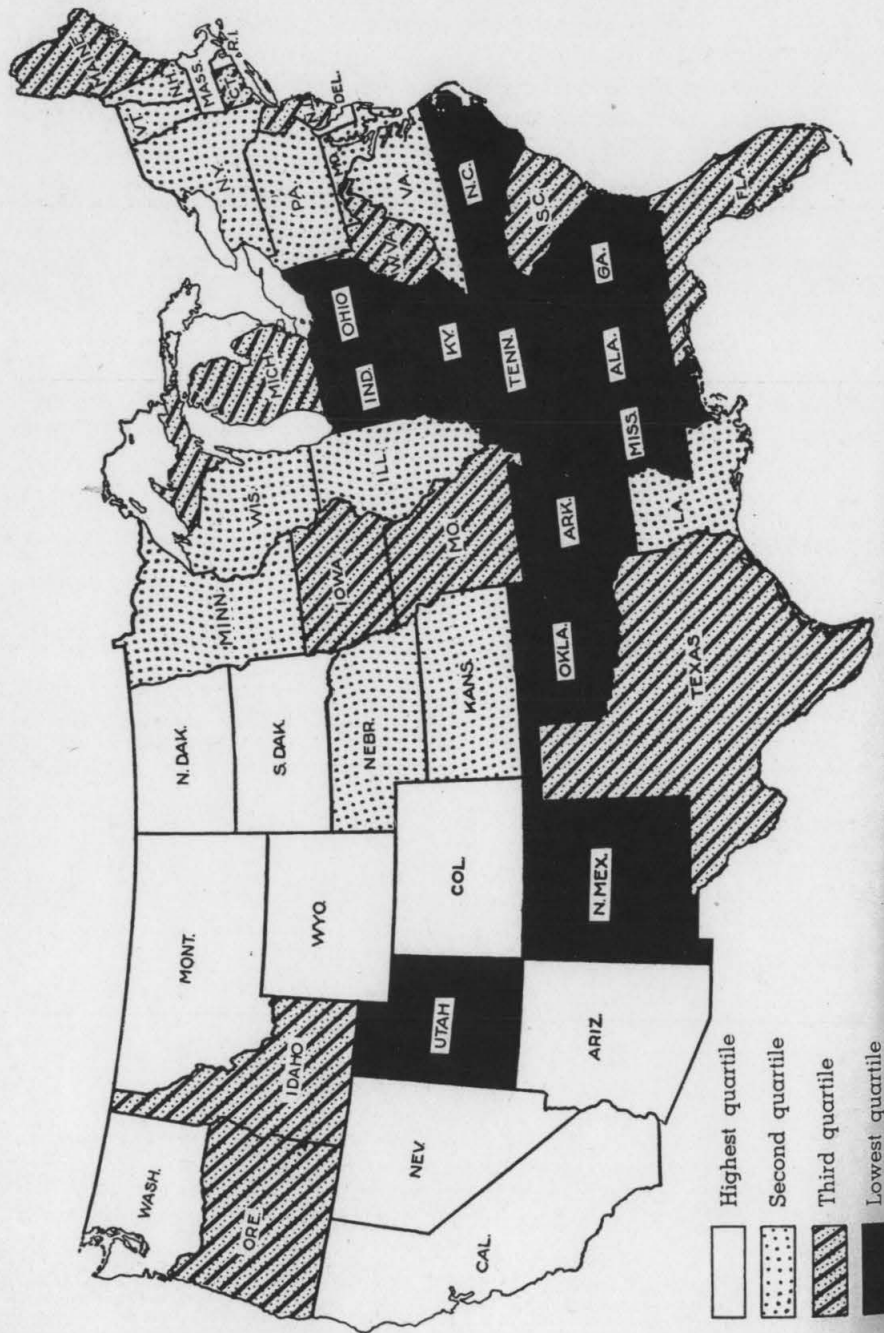 WASH.
ORE.
CAL.
NEV.
IDAHO
MONT.
WYO.
UTAH
ARIZ.
COL.
N.MEX.
N.DAK.
S.DAK.
NEBR.
KANS.
OKLA.
TEXAS
MINN.
IOWA
MO.
ARK.
LA.
WIS.
ILL.
MICH.
IND.
OHIO
KY.
TENN.
MISS.
ALA.
GA.
FLA.
S.C.
N.C.
VA.
W.VA.
MD.
DEL.
PA.
N.J.
N.Y.
CT.
R.I.
MASS.
VT.
N.H.
MAINE
Highest quartile
Second quartile
Third quartile
Lowest quartile